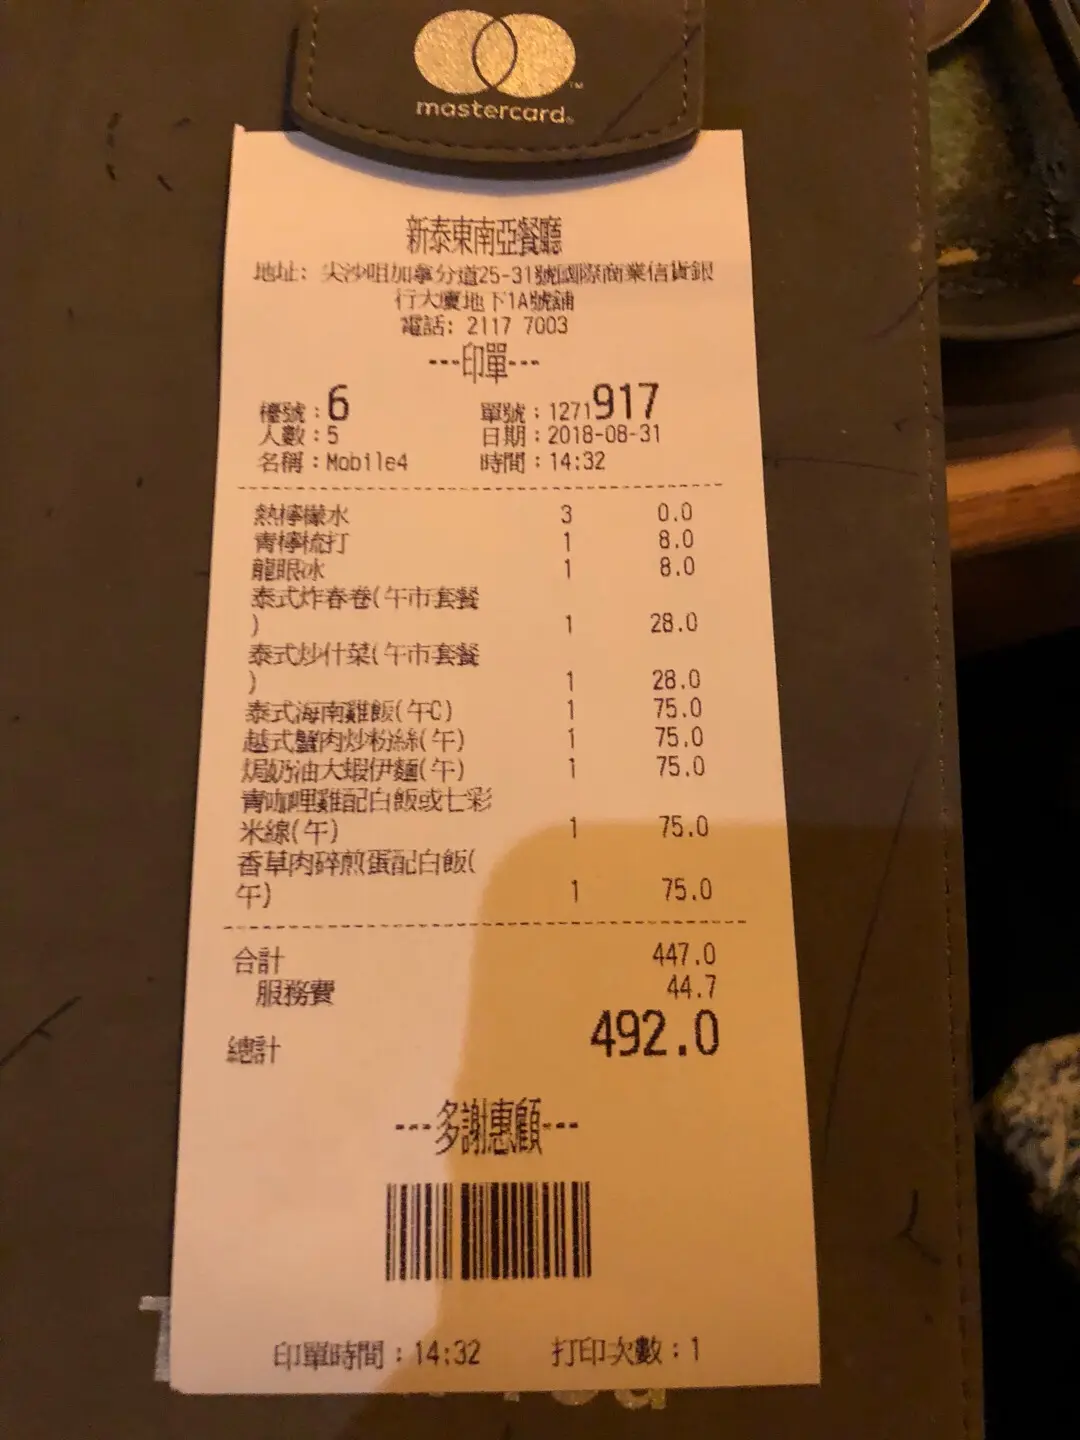 mastercard
新泰東南亞餐廳
地址: 尖沙咀加拿分道25-31號國際商業信貸銀
行大廈地下1A號舖
電話: 2117 7003
---印單---
檯號:6 單號:1271917
人數:5 日期:2018-08-31
名稱:Mobile4 時間:14:32
熱檸檬水 3 0.0
青檸梳打 1 8.0
龍眼冰 1 8.0
泰式炸春卷(午市套餐
) 1 28.0
泰式炒什菜(午市套餐
) 1 28.0
泰式海南雞飯(午C) 1 75.0
越式蟹肉炒粉絲(午) 1 75.0
焗奶油大蝦伊麵(午) 1 75.0
青咖哩雞配白飯或七彩
米線(午) 1 75.0
香草肉碎煎蛋配白飯(
午) 1 75.0
合計 447.0
服務費 44.7
總計 492.0
---多謝惠顧---
印單時間:14:32 打印次數:1